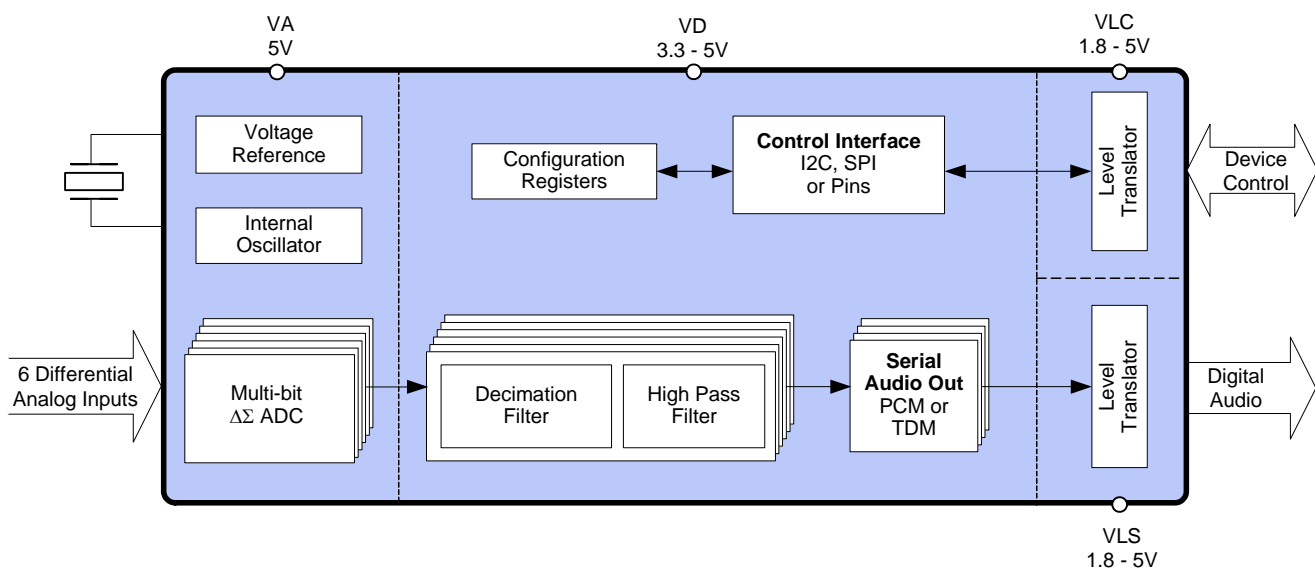 VA
5V
VD
3.3 - 5V
VLC
1.8 - 5V
Voltage
Reference
Internal
Oscillator
Configuration
Registers
Control Interface
I2C, SPI
or Pins
Level
Translator
Device
Control
6 Differential
Analog Inputs
Multi-bit
ΔΣ ADC
Decimation
Filter
High Pass
Filter
Serial
Audio Out
PCM or
TDM
Level
Translator
Digital
Audio
VLS
1.8 - 5V